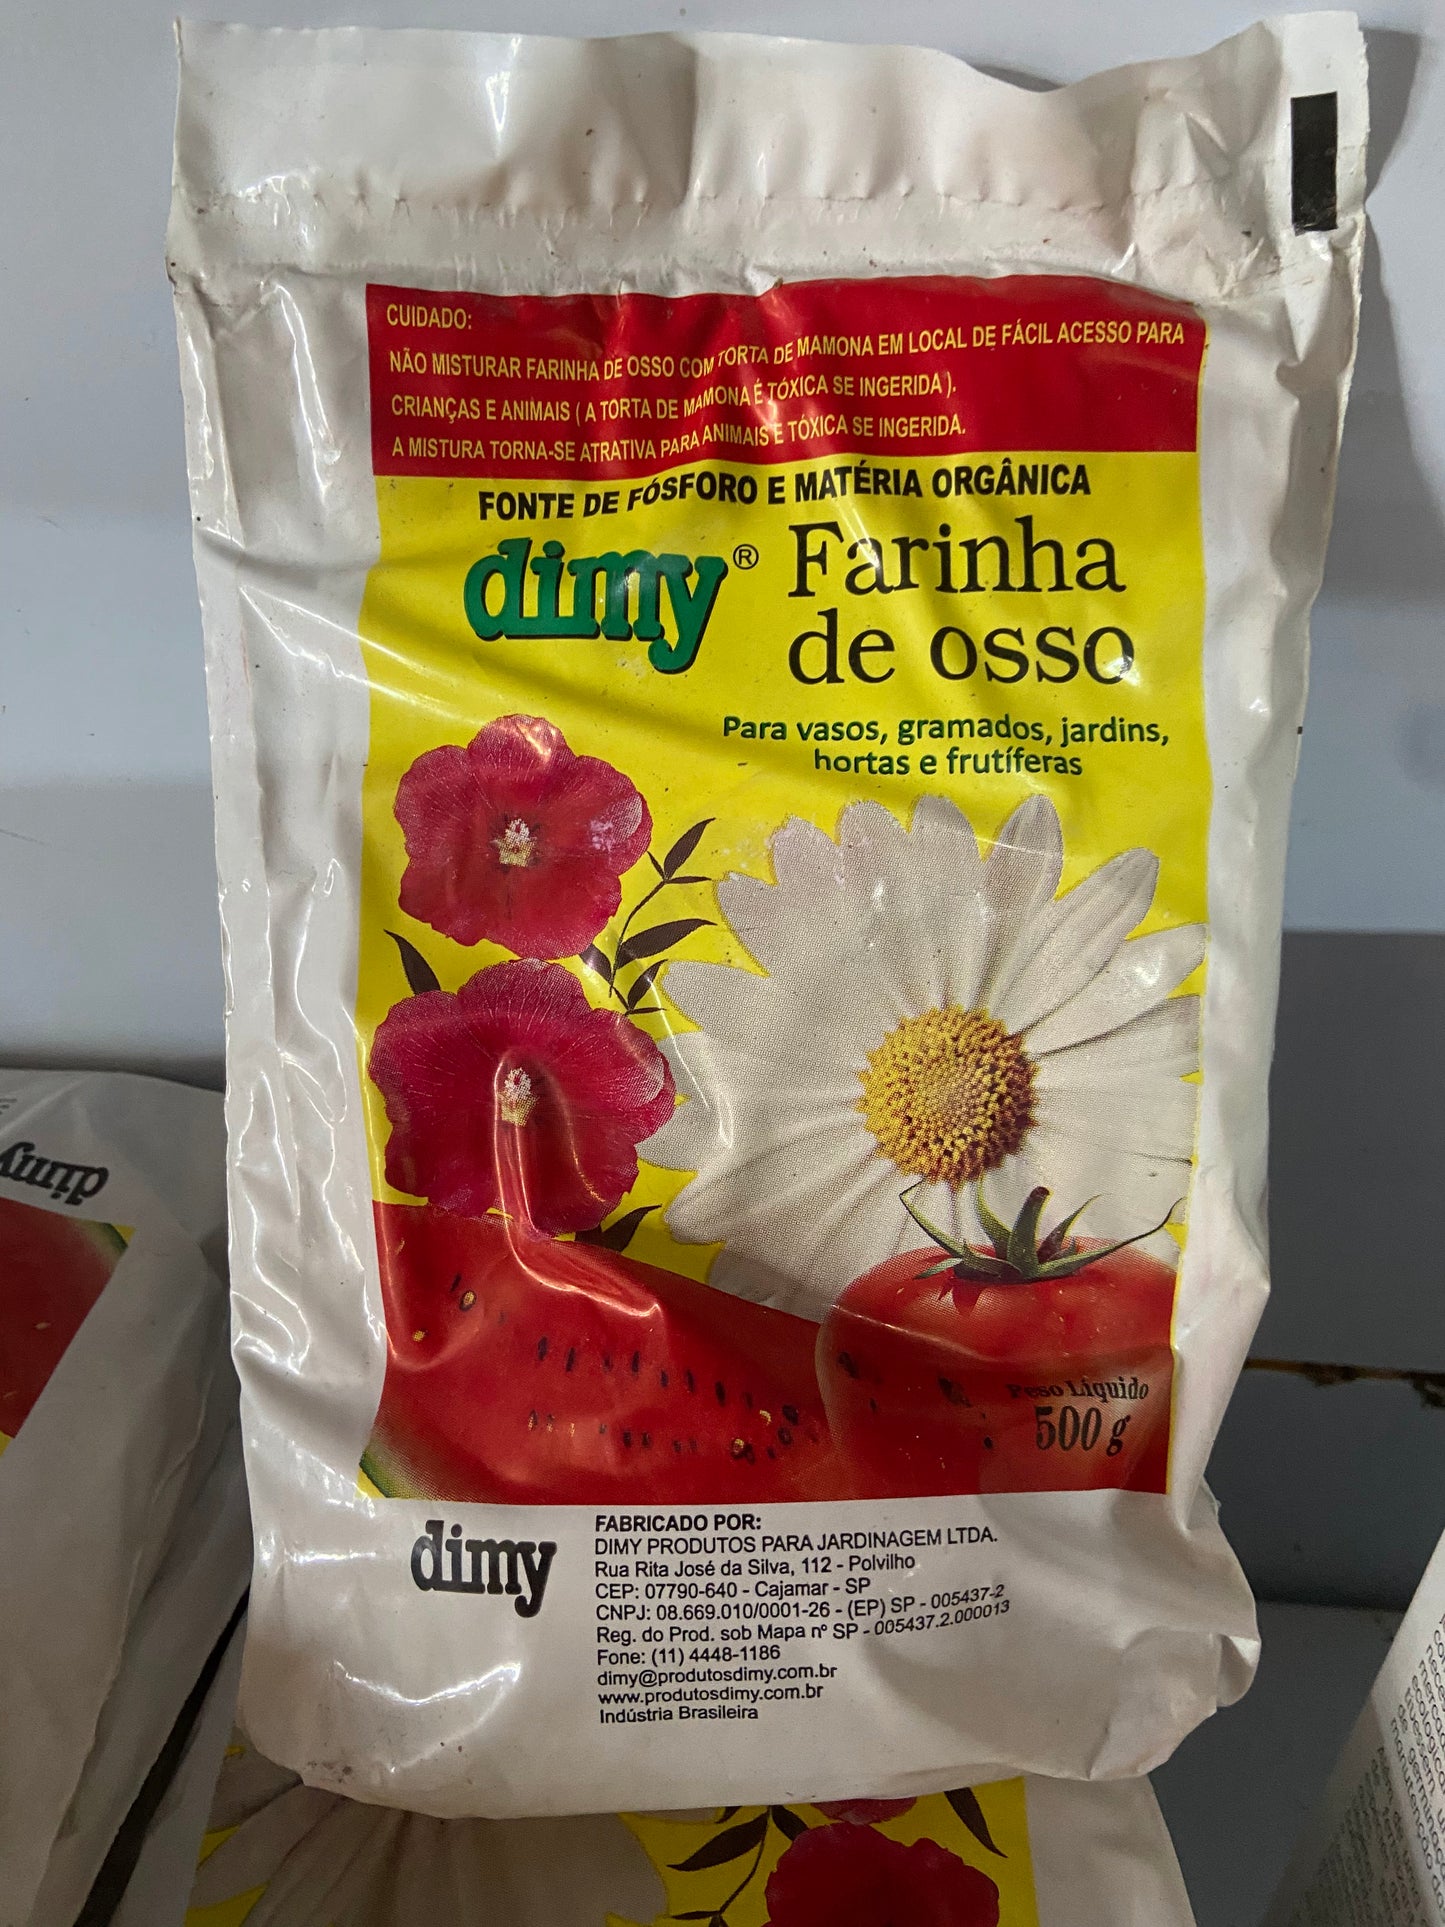 CUIDADO:
NÃO MISTURAR FARINHA DE OSSO COM TORTA DE MAMONA EM LOCAL DE FÁCIL ACESSO PARA
CRIANÇAS E ANIMAIS ( A TORTA DE MAMONA É TÓXICA SE INGERIDA ).
A MISTURA TORNA-SE ATRATIVA PARA ANIMAIS E TÓXICA SE INGERIDA.
FONTE DE FÓSFORO E MATÉRIA ORGÂNICA
dimy® Farinha
de osso
Para vasos, gramados, jardins,
hortas e frutíferas
Peso Líquido
500 g
dimy
FABRICADO POR:
DIMY PRODUTOS PARA JARDINAGEM LTDA.
Rua Rita José da Silva, 112 - Polvilho
CEP: 07790-640 - Cajamar - SP
CNPJ: 08.669.010/0001-26 - (EP) SP - 005437-2
Reg. do Prod. sob Mapa nº SP - 005437.2.000013
Fone: (11) 4448-1186
dimy@produtosdimy.com.br
www.produtosdimy.com.br
Indústria Brasileira
dimy